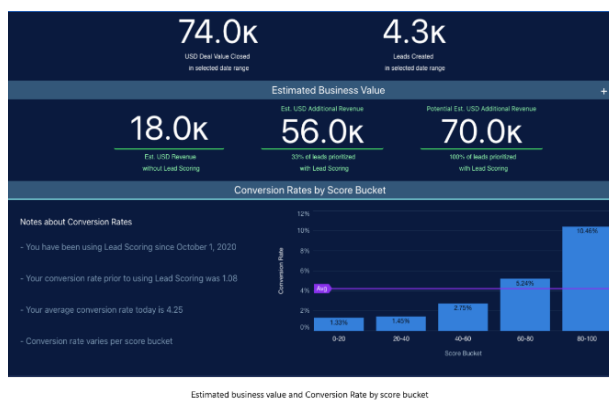 74.0K
4.3K
USD Deal Value Closed
in selected date range
Leads Created
in selected date range
Estimated Business Value
+
18.0K
Est. USD Revenue
without Lead Scoring
Est. USD Additional Revenue
56.0K
33% of leads prioritized
with Lead Scoring
Potential Est. USD Additional Revenue
70.0K
100% of leads prioritized
with Lead Scoring
Conversion Rates by Score Bucket
Notes about Conversion Rates
- You have been using Lead Scoring since October 1, 2020
- Your conversion rate prior to using Lead Scoring was 1.08
- Your average conversion rate today is 4.25
- Conversion rate varies per score bucket
Conversion Rate
12%
10%
8%
6%
4%
2%
0%
Avg
1.33%
1.43%
2.75%
5.24%
10.46%
0-20
20-40
40-60
60-80
80-100
Score Bucket
Estimated business value and Conversion Rate by score bucket